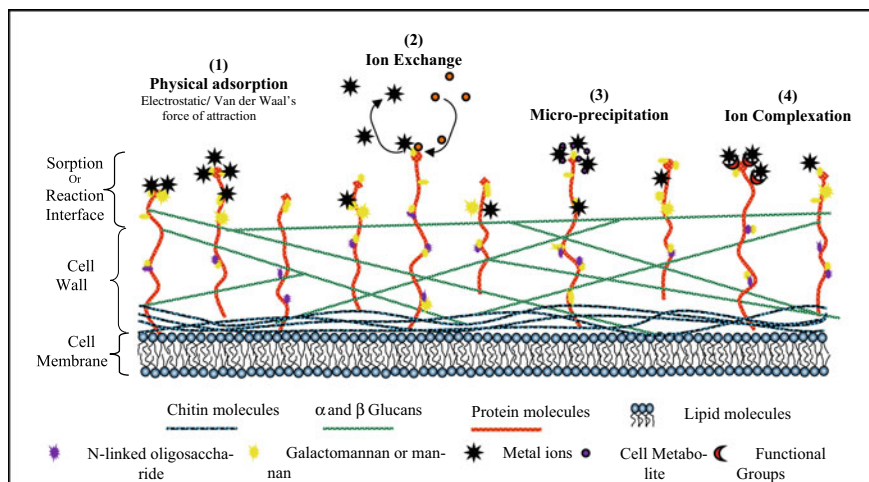 (1)
Physical adsorption
Electrostatic/ Van der Waal's
force of attraction
(2)
Ion Exchange
(3)
Micro-precipitation
(4)
Ion Complexation
Sorption
Or
Reaction
Interface
Cell
Wall
Cell
Membrane
Chitin molecules
α and β Glucans
Protein molecules
Lipid molecules
N-linked oligosaccha-
ride
Galactomannan or man-
nan
Metal ions
Cell Metabo-
lite
Functional
Groups